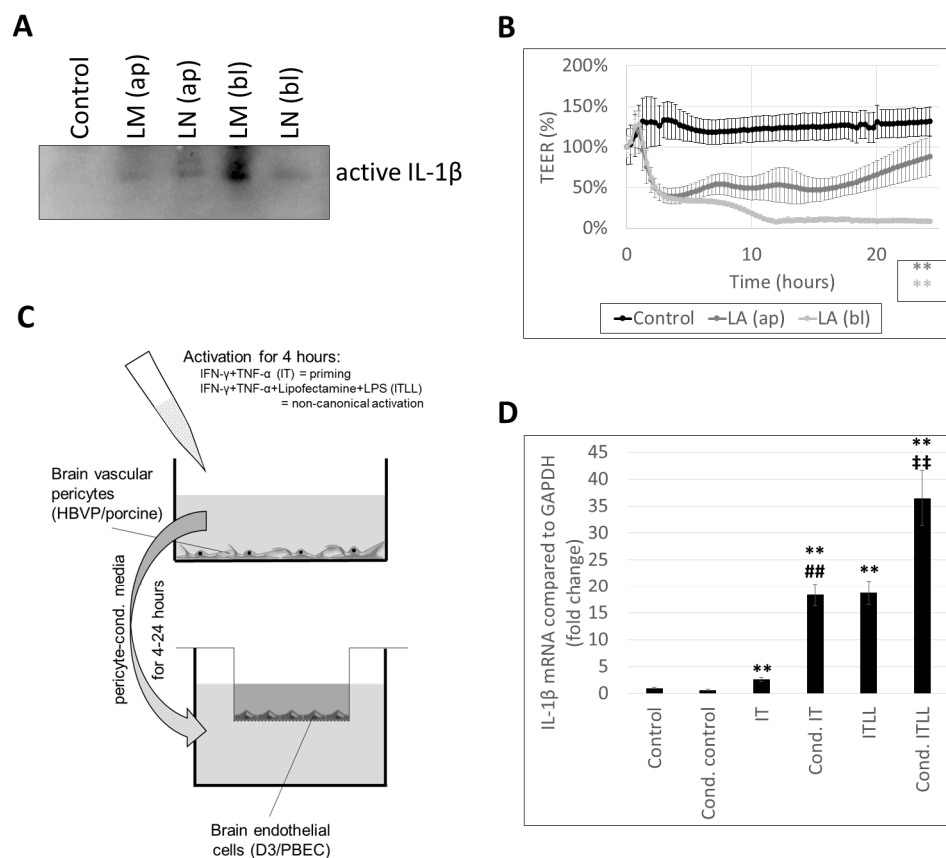 A
Control
LM (ap)
LN (ap)
LM (bl)
LN (bl)
active IL-1β
B
200%
150%
100%
50%
0%
TEER (%)
0
10
20
Time (hours)
**
**
Control
LA (ap)
LA (bl)
C
Activation for 4 hours:
IFN-γ+TNF-α (IT) = priming
IFN-γ+TNF-α+Lipofectamine+LPS (ITLL)
= non-canonical activation
Brain vascular
pericytes
(HBVP/porcine)
pericyte-cond. media
for 4-24 hours
Brain endothelial
cells (D3/PBEC)
D
IL-1β mRNA compared to GAPDH
(fold change)
45
40
35
30
25
20
15
10
5
0
**
**
##
**
**
‡‡
Control
Cond. control
IT
Cond. IT
ITLL
Cond. ITLL